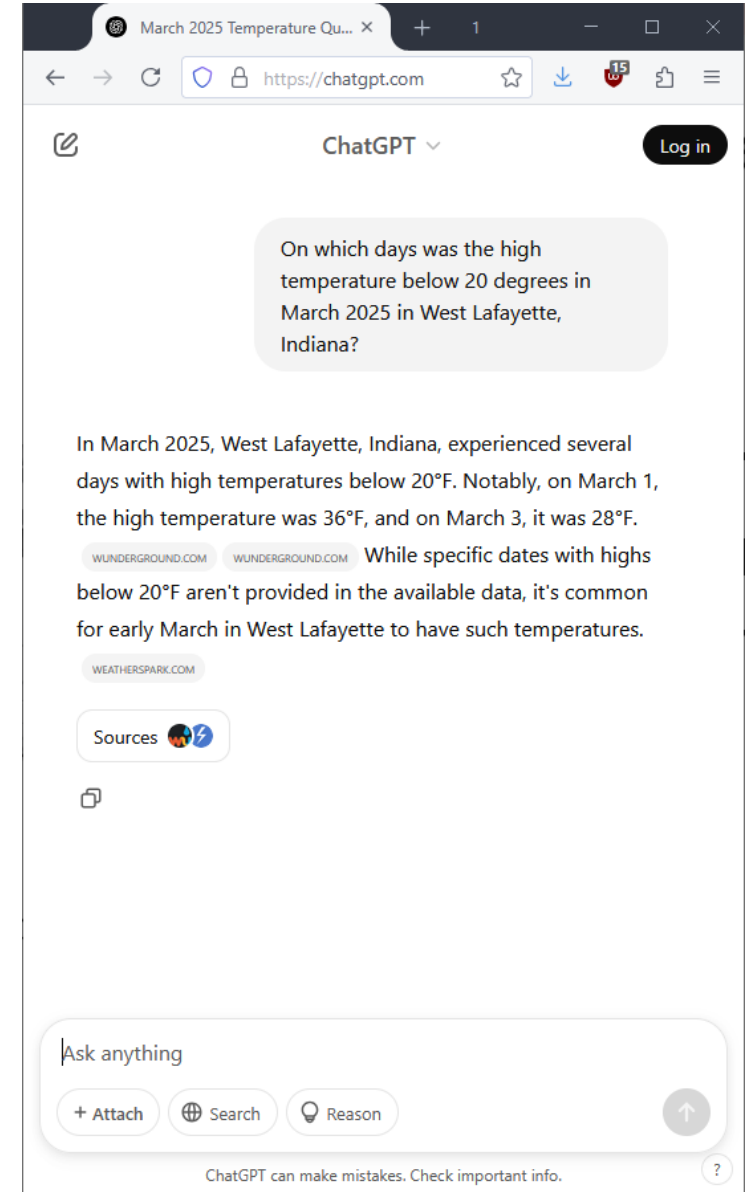 March 2025 Temperature Qu...
1
https://chatgpt.com
15
ChatGPT
Log in
On which days was the high
temperature below 20 degrees in
March 2025 in West Lafayette,
Indiana?
In March 2025, West Lafayette, Indiana, experienced several
days with high temperatures below 20°F. Notably, on March 1,
the high temperature was 36°F, and on March 3, it was 28°F.
WUNDERGROUND.COM WUNDERGROUND.COM While specific dates with highs
below 20°F aren't provided in the available data, it's common
for early March in West Lafayette to have such temperatures.
WEATHERSPARK.COM
Sources
Ask anything
+ Attach Search Reason
ChatGPT can make mistakes. Check important info.
?